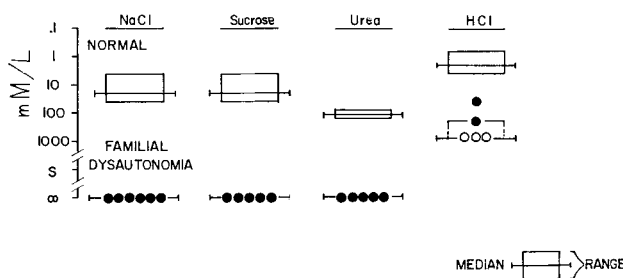 NaCl Sucrose Urea HCl
mM/L
.1
NORMAL
1
10
100
1000
FAMILIAL
DYSAUTONOMIA
S
∞
MEDIAN RANGE